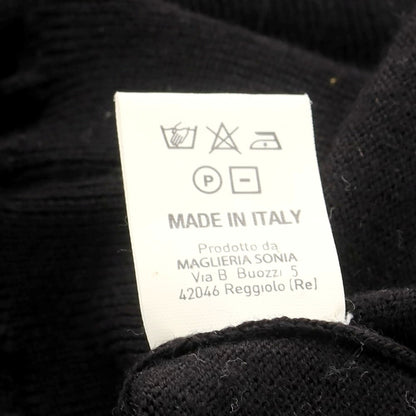 P
MADE IN ITALY
Prodotto da
MAGLIERIA SONIA
Via B Buozzi 5
42046 Reggiolo (Re)